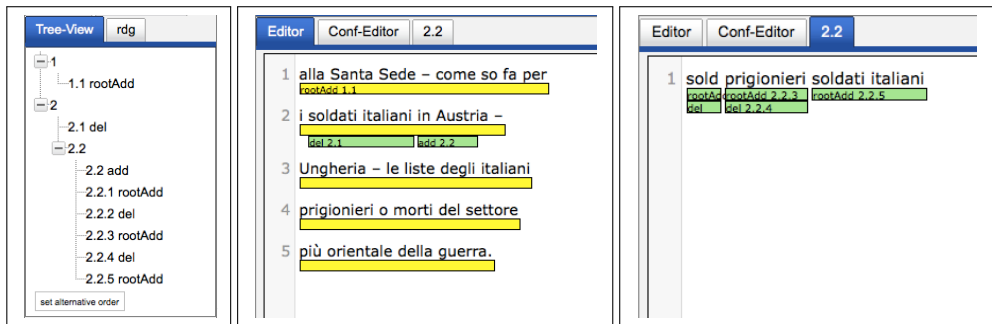 Tree-View rdg
1
1.1 rootAdd
2
2.1 del
2.2
2.2 add
2.2.1 rootAdd
2.2.2 del
2.2.3 rootAdd
2.2.4 del
2.2.5 rootAdd
set alternative order
Editor Conf-Editor 2.2
1 alla Santa Sede – come so fa per
rootAdd 1.1
2 i soldati italiani in Austria –
del 2.1 add 2.2
3 Ungheria – le liste degli italiani
4 prigionieri o morti del settore
5 più orientale della guerra.
Editor Conf-Editor 2.2
1 sold prigionieri soldati italiani
rootAdd rootAdd 2.2.3 rootAdd 2.2.5
del del 2.2.4